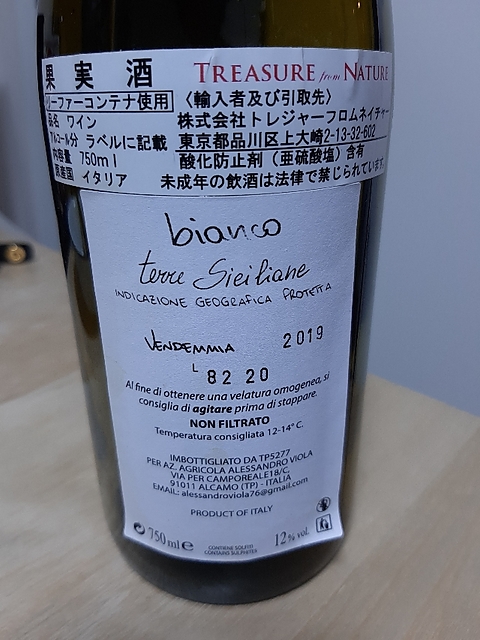 果実酒 TREASURE from NATURE
リーファーコンテナ使用 〈輸入者及び引取先〉
品名 ワイン 株式会社トレジャーフロムネイチャー
アルコール分 ラベルに記載 東京都品川区上大崎2-13-32-602
内容量 750ml 酸化防止剤（亜硫酸塩）含有
原産国 イタリア 未成年の飲酒は法律で禁じられています
bianco
terre Siciliane
INDICAZIONE GEOGRAFICA PROTETTA
VENDEMMIA 2019
L 82 20
Al fine di ottenere una velatura omogenea, si
consiglia di agitare prima di stappare.
NON FILTRATO
Temperatura consigliata 12-14° C.
IMBOTTIGLIATO DA TP5277
PER AZ. AGRICOLA ALESSANDRO VIOLA
VIA PER CAMPOREALE18/C,
91011 ALCAMO (TP) - ITALIA
EMAIL: alessandroviola76@gmail.com
PRODUCT OF ITALY
750 ml e CONTIENE SOLFITI 12% vol.
CONTAINS SULPHITES